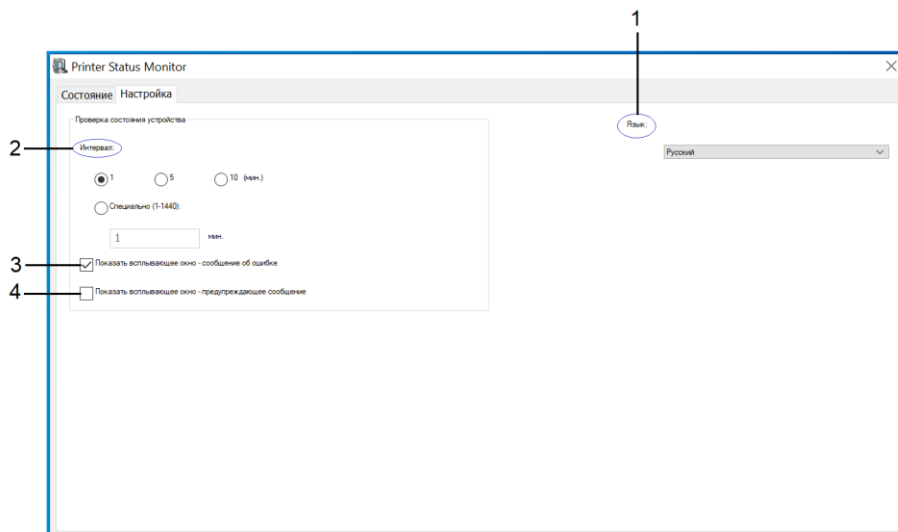 1
Printer Status Monitor
Состояние Настройка
Проверка состояния устройства
Язык:
2
Интервал:
Русский
1 5 10 (мин.)
Специально (1-1440):
1 мин.
3
Показать всплывающее окно - сообщение об ошибке
4
Показать всплывающее окно - предупреждающее сообщение